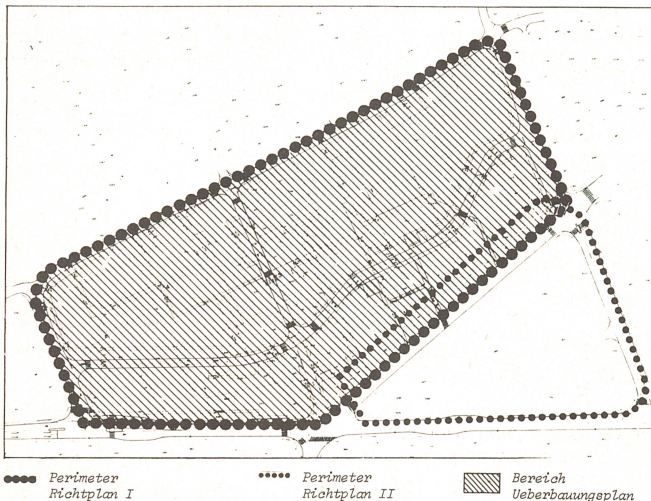 Perimeter
Richtplan I
Perimeter
Richtplan II
Bereich
Ueberbauungsplan